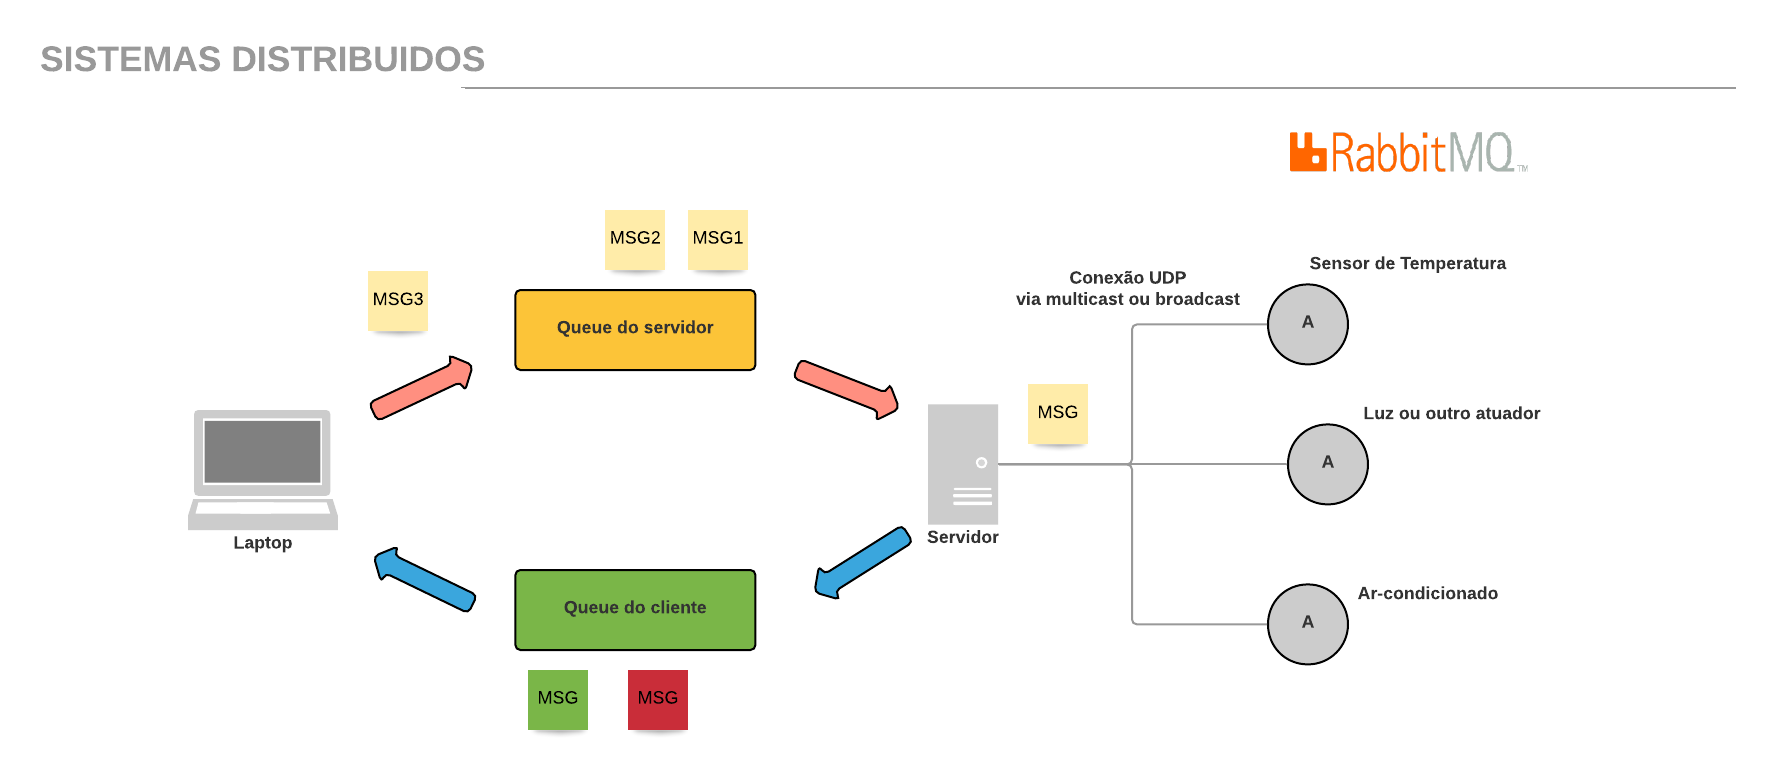 SISTEMAS DISTRIBUIDOS
RabbitMQ™
MSG2
MSG1
MSG3
Queue do servidor
Conexão UDP
via multicast ou broadcast
Sensor de Temperatura
A
MSG
Luz ou outro atuador
A
Laptop
Servidor
Queue do cliente
Ar-condicionado
A
MSG
MSG